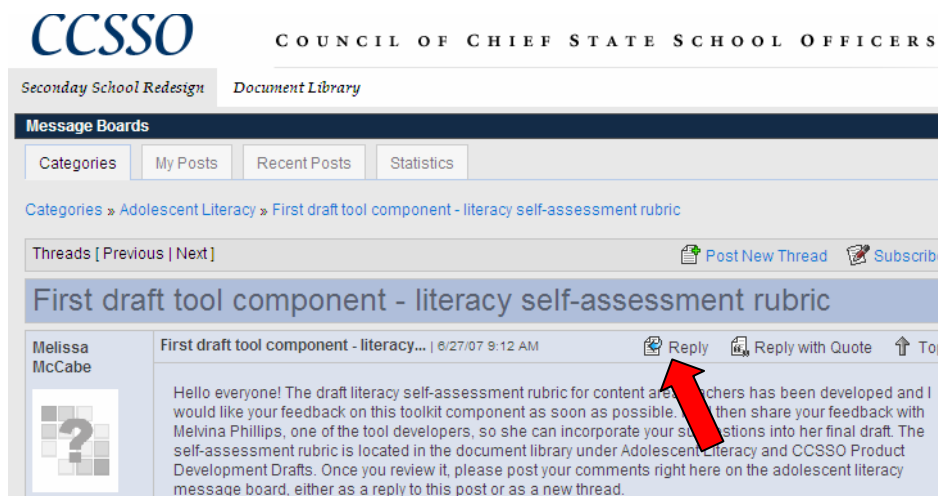 CCSSO
COUNCIL OF CHIEF STATE SCHOOL OFFICERS
Seconday School Redesign Document Library
Message Boards
Categories My Posts Recent Posts Statistics
Categories » Adolescent Literacy » First draft tool component - literacy self-assessment rubric
Threads [ Previous | Next ] Post New Thread
First draft tool component - literacy self-assessment rubric
Melissa McCabe
First draft tool component - literacy... | 6/27/07 9:12 AM Reply Reply with Quote
Hello everyone! The draft literacy self-assessment rubric for content has been developed and I
would like your feedback on this toolkit component as soon as possible. then share your feedback with
Melvina Phillips, one of the tool developers, so she can incorporate your into her final draft. The
self-assessment rubric is located in the document library under Adolescent Literacy and CCSSO Product
Development Drafts. Once you review it, please post your comments right here on the adolescent literacy
message board, either as a reply to this post or as a new thread.